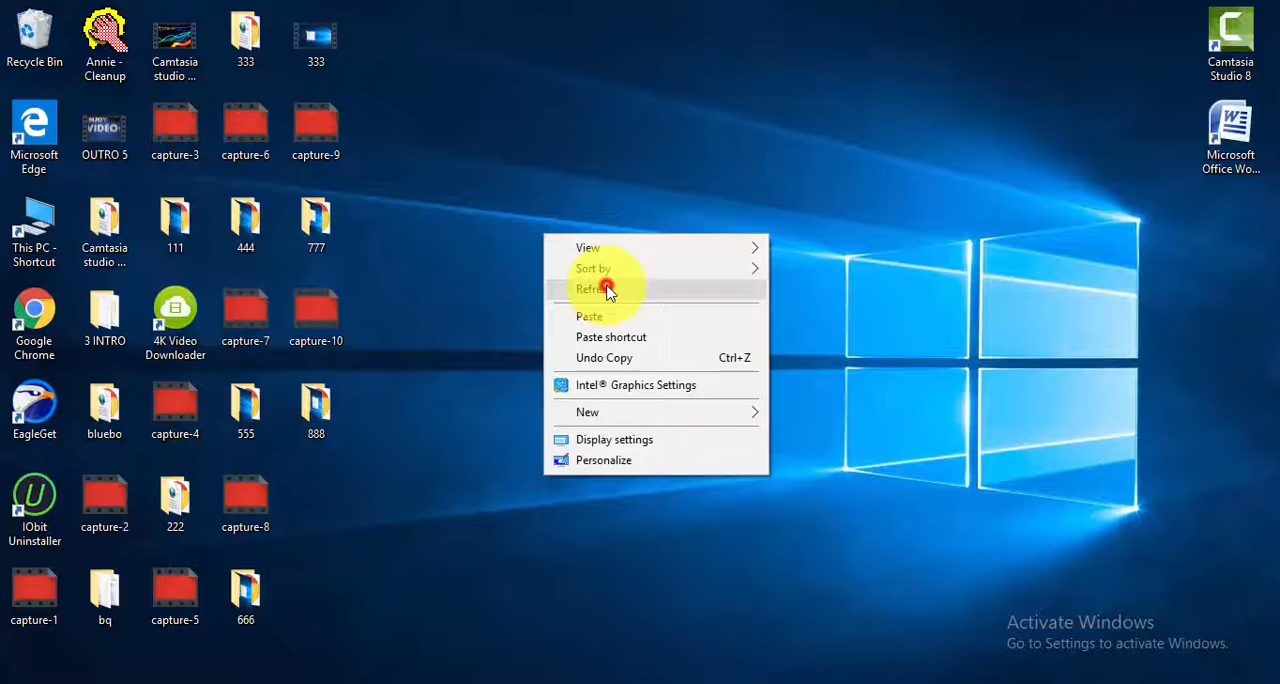 Recycle Bin
Annie -
Cleanup
Camtasia
studio ...
333
333
Camtasia
Studio 8
Microsoft
Edge
NJOY
VIDEO
OUTRO 5
capture-3
capture-6
capture-9
Microsoft
Office Wo...
This PC -
Shortcut
Camtasia
studio ...
111
444
777
View
Sort by
Paste
Paste shortcut
Undo Copy Ctrl+Z
Intel® Graphics Settings
New
Display settings
Personalize
Google
Chrome
3 INTRO
4K Video
Downloader
capture-7
capture-10
EagleGet
bluebo
capture-4
555
888
IObit
Uninstaller
capture-2
222
capture-8
capture-1
bq
capture-5
666
Activate Windows
Go to Settings to activate Windows.